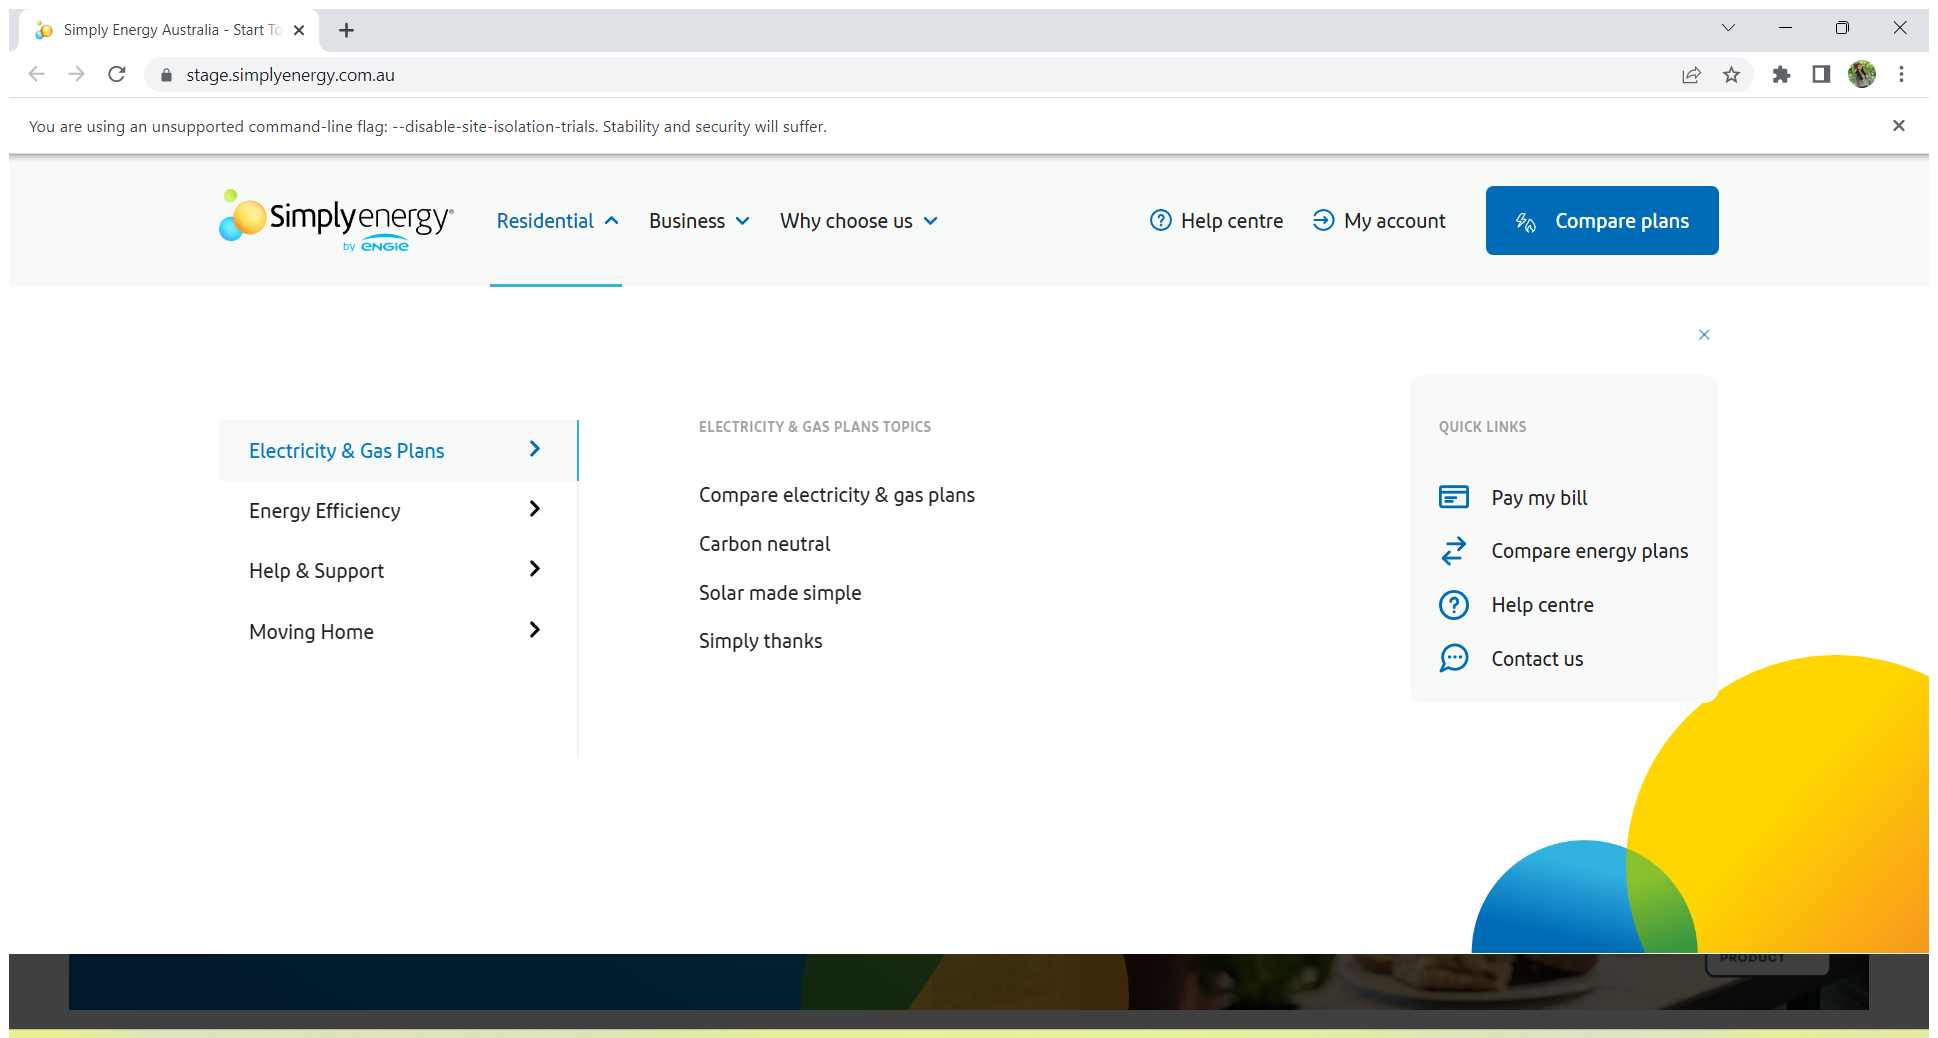 Simply Energy Australia - Start To
stage.simplyenergy.com.au
You are using an unsupported command-line flag: --disable-site-isolation-trials. Stability and security will suffer.
Simplyenergy®
by ENGIE
Residential
Business
Why choose us
Help centre
My account
Compare plans
Electricity & Gas Plans
Energy Efficiency
Help & Support
Moving Home
ELECTRICITY & GAS PLANS TOPICS
Compare electricity & gas plans
Carbon neutral
Solar made simple
Simply thanks
QUICK LINKS
Pay my bill
Compare energy plans
Help centre
Contact us
PRODUCT